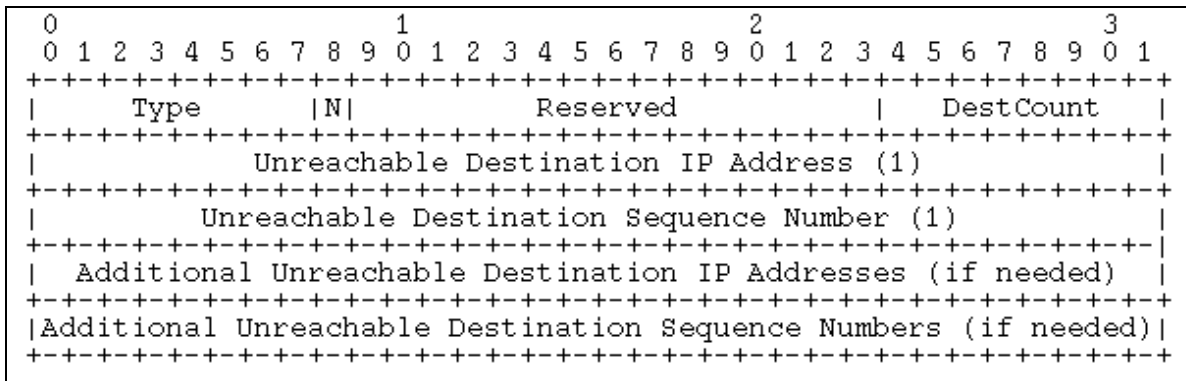 0                   1                   2                   3
0 1 2 3 4 5 6 7 8 9 0 1 2 3 4 5 6 7 8 9 0 1 2 3 4 5 6 7 8 9 0 1
+-+-+-+-+-+-+-+-+-+-+-+-+-+-+-+-+-+-+-+-+-+-+-+-+-+-+-+-+-+-+-+-+
|     Type      |N|          Reserved           |   DestCount   |
+-+-+-+-+-+-+-+-+-+-+-+-+-+-+-+-+-+-+-+-+-+-+-+-+-+-+-+-+-+-+-+-+
|            Unreachable Destination IP Address (1)             |
+-+-+-+-+-+-+-+-+-+-+-+-+-+-+-+-+-+-+-+-+-+-+-+-+-+-+-+-+-+-+-+-+
|         Unreachable Destination Sequence Number (1)           |
+-+-+-+-+-+-+-+-+-+-+-+-+-+-+-+-+-+-+-+-+-+-+-+-+-+-+-+-+-+-+-+-|
|  Additional Unreachable Destination IP Addresses (if needed)  |
+-+-+-+-+-+-+-+-+-+-+-+-+-+-+-+-+-+-+-+-+-+-+-+-+-+-+-+-+-+-+-+-+
|Additional Unreachable Destination Sequence Numbers (if needed)|
+-+-+-+-+-+-+-+-+-+-+-+-+-+-+-+-+-+-+-+-+-+-+-+-+-+-+-+-+-+-+-+-+